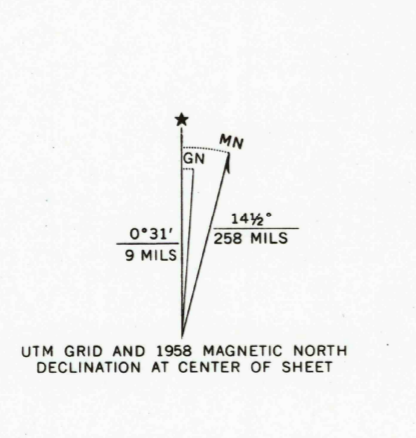 ★
MN
GN
14½°
258 MILS
0°31'
9 MILS
UTM GRID AND 1958 MAGNETIC NORTH
DECLINATION AT CENTER OF SHEET